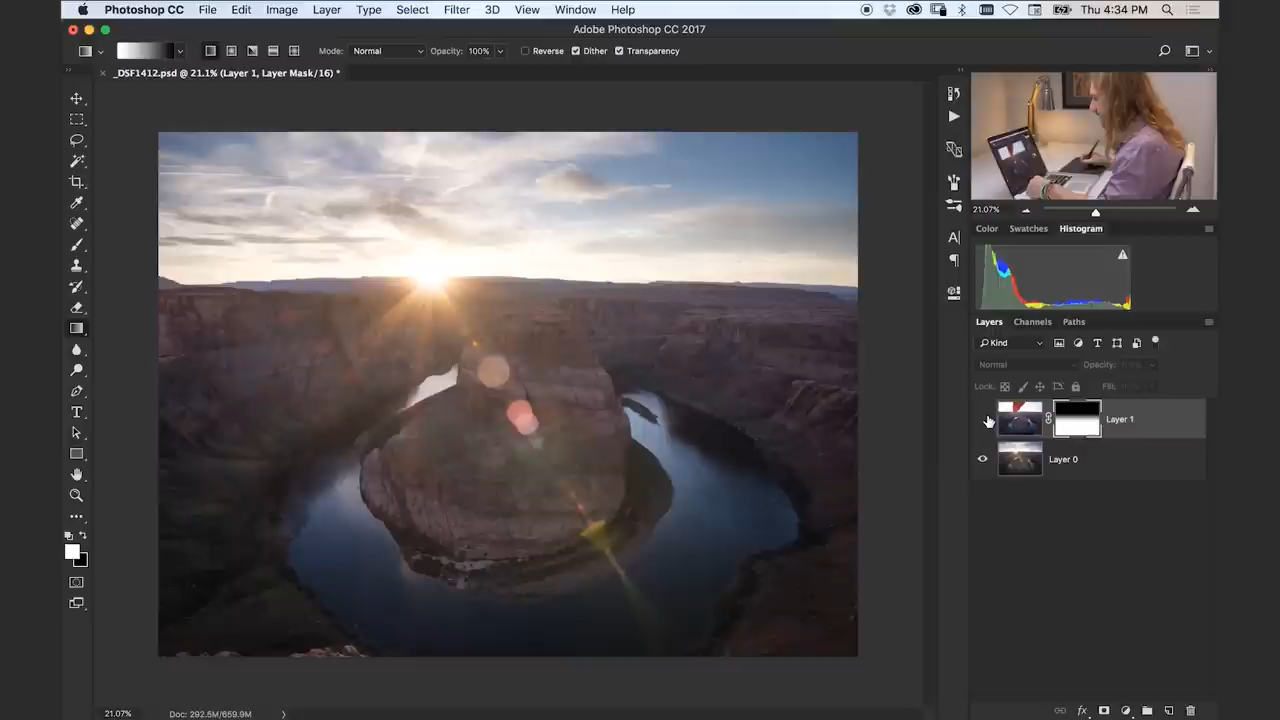 Photoshop CC File Edit Image Layer Type Select Filter 3D View Window Help Thu 4:34 PM
Adobe Photoshop CC 2017
Mode: Normal Opacity: 100% Reverse Dither Transparency
_DSF1412.psd @ 21.1% (Layer 1, Layer Mask/16) *
21.07%
Color Swatches Histogram
Layers Channels Paths
Kind
Normal Opacity:
Lock: Fill:
Layer 1
Layer 0
21.07% Doc: 292.5M/659.9M